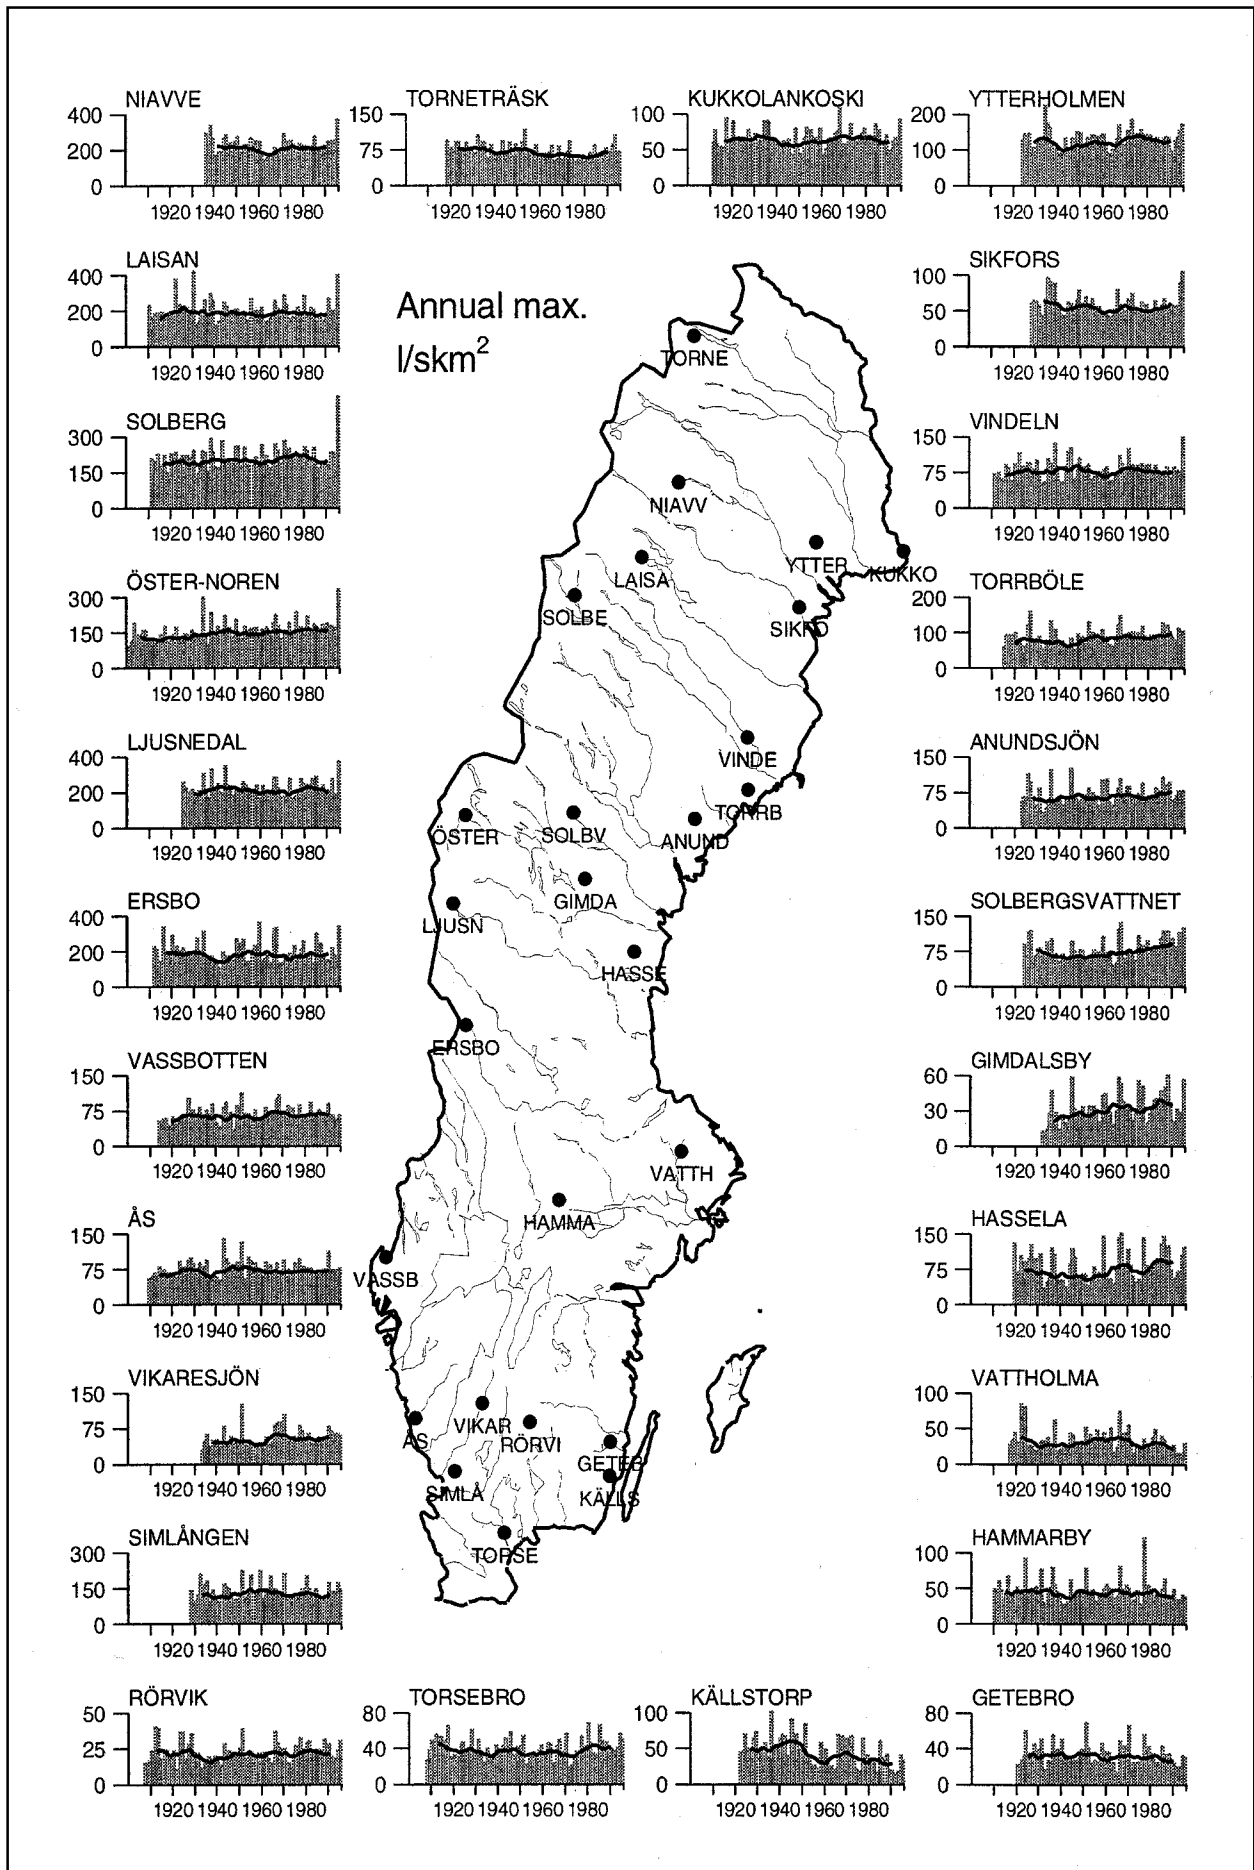 NIAVVE
400
200
0
1920 1940 1960 1980
TORNETRÄSK
150
75
0
1920 1940 1960 1980
KUKKOLANKOSKI
100
50
0
1920 1940 1960 1980
YTTERHOLMEN
200
100
0
1920 1940 1960 1980
LAISAN
400
200
0
1920 1940 1960 1980
SOLBERG
300
150
0
1920 1940 1960 1980
ÖSTER-NOREN
300
150
0
1920 1940 1960 1980
LJUSNEDAL
400
200
0
1920 1940 1960 1980
ERSBO
400
200
0
1920 1940 1960 1980
VASSBOTTEN
150
75
0
1920 1940 1960 1980
ÅS
150
75
0
1920 1940 1960 1980
VIKARESJÖN
150
75
0
1920 1940 1960 1980
SIMLÅNGEN
300
150
0
1920 1940 1960 1980
Annual max.
l/skm²
TORNE
NIAVV
YTTER
KUKKO
LAISA
SOLBE
SIKFO
VINDE
TORRB
ÖSTER
SOLBV
ANUND
GIMDA
LJUSN
HASSE
ERSBO
VATTH
HAMMA
VASSB
ÅS
VIKAR
RÖRVI
GETEB
SIMLÅ
KÄLLS
TORSE
SIKFORS
100
50
0
1920 1940 1960 1980
VINDELN
150
75
0
1920 1940 1960 1980
TORRBÖLE
200
100
0
1920 1940 1960 1980
ANUNDSJÖN
150
75
0
1920 1940 1960 1980
SOLBERGSVATTNET
150
75
0
1920 1940 1960 1980
GIMDALSBY
60
30
0
1920 1940 1960 1980
HASSELA
150
75
0
1920 1940 1960 1980
VATTHOLMA
100
50
0
1920 1940 1960 1980
HAMMARBY
100
50
0
1920 1940 1960 1980
RÖRVIK
50
25
0
1920 1940 1960 1980
TORSEBRO
80
40
0
1920 1940 1960 1980
KÄLLSTORP
100
50
0
1920 1940 1960 1980
GETEBRO
80
40
0
1920 1940 1960 1980